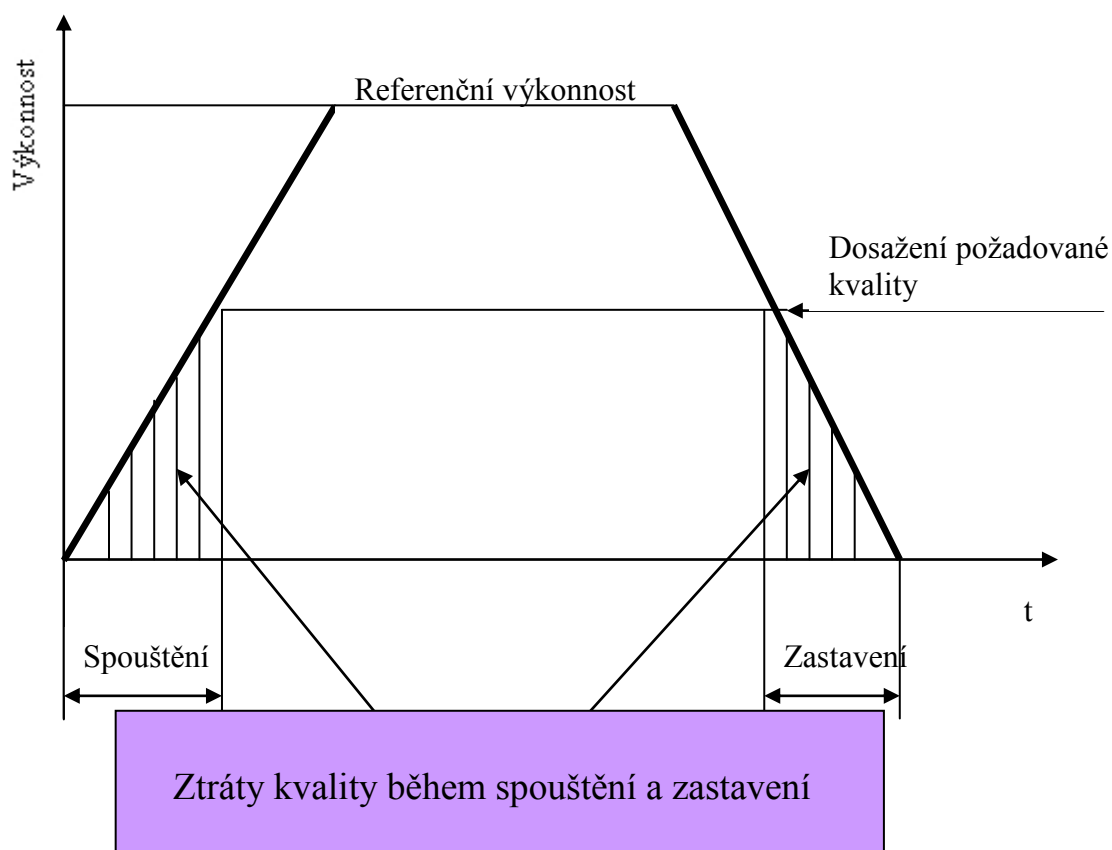 Výkonnost
Referenční výkonnost
Dosažení požadované
kvality
t
Spouštění
Zastavení
Ztráty kvality během spouštění a zastavení